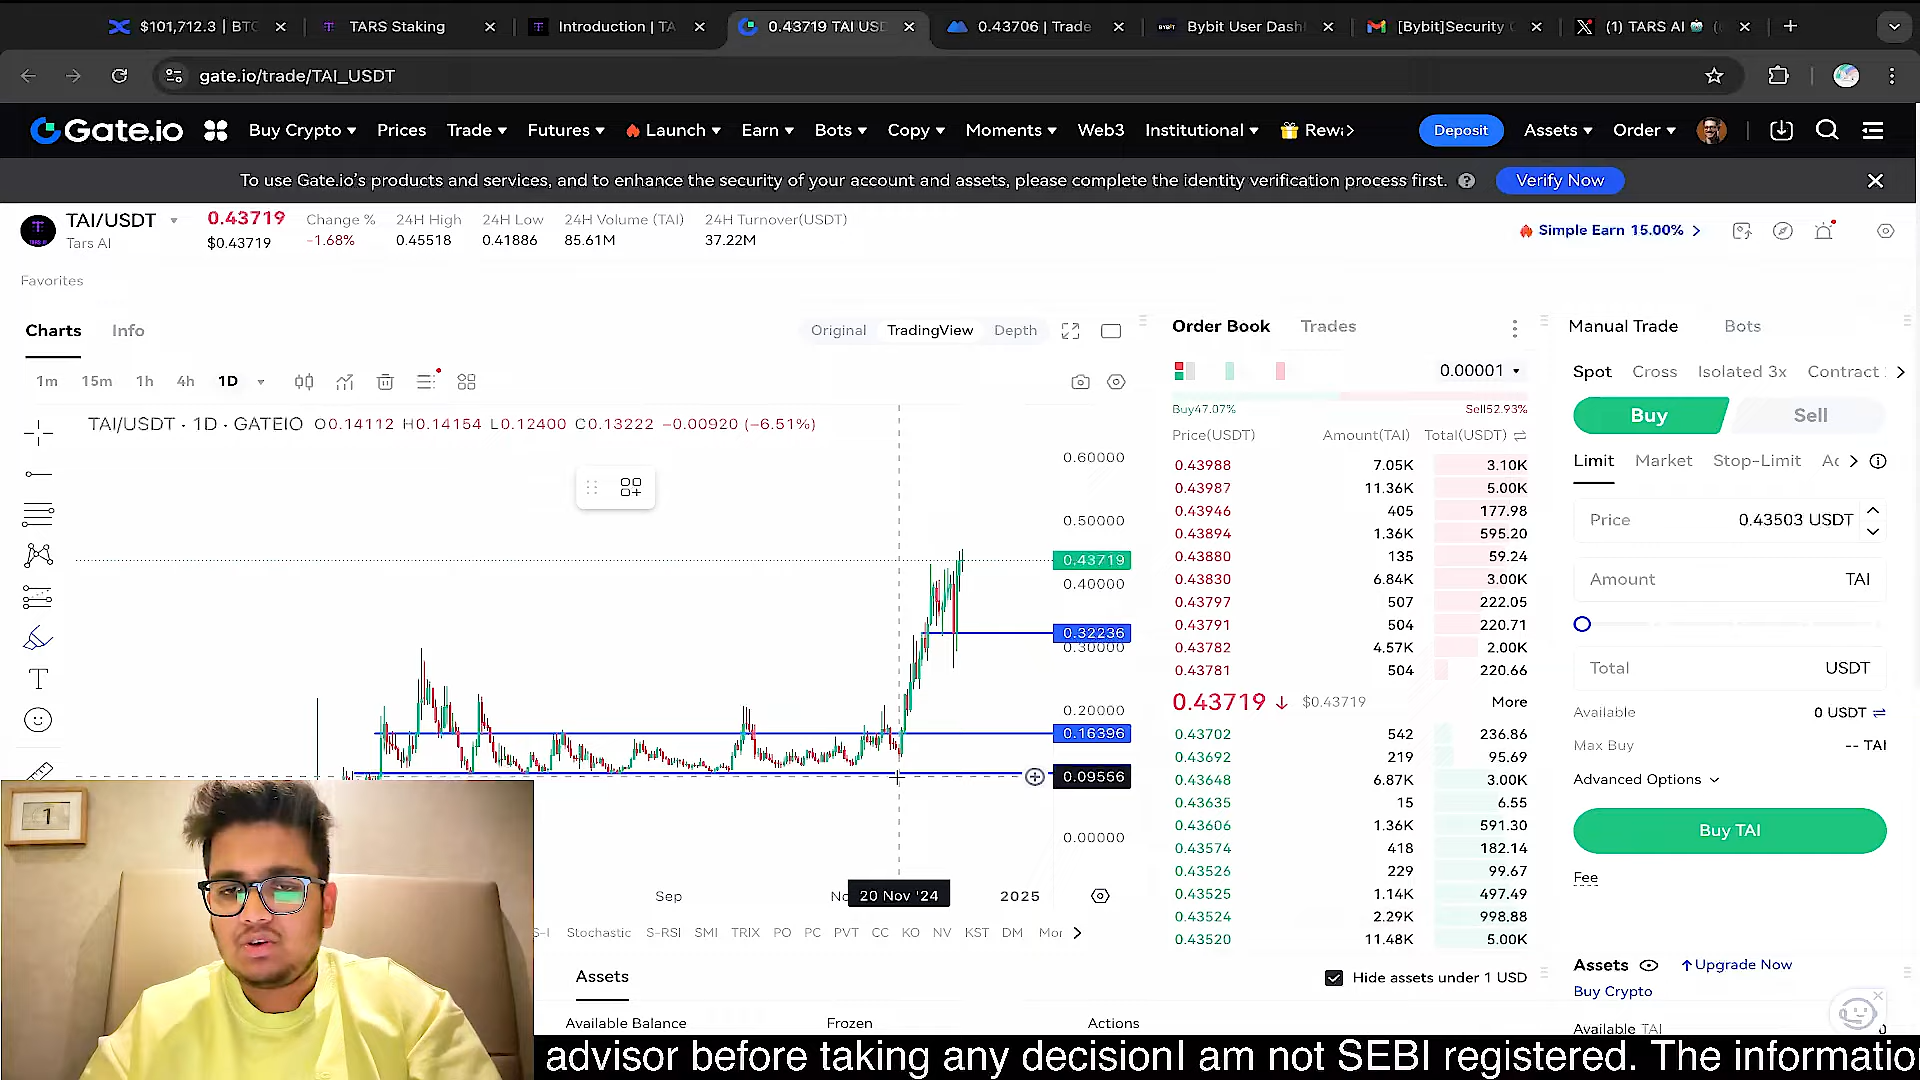 $101,712.3 | BTC
TARS Staking
Introduction | TA
0.43719 TAI USD
0.43706 | Trade
Bybit User Dash
[Bybit]Security
(1) TARS AI
gate.io/trade/TAI_USDT
Gate.io
Buy Crypto
Prices
Trade
Futures
Launch
Earn
Bots
Copy
Moments
Web3
Institutional
Deposit
Assets
Order
To use Gate.io's products and services, and to enhance the security of your account and assets, please complete the identity verification process first.
Verify Now
TAI/USDT
Tars AI
0.43719
$0.43719
Change %
-1.68%
24H High
0.45518
24H Low
0.41886
24H Volume (TAI)
85.61M
24H Turnover(USDT)
37.22M
Simple Earn 15.00%
Favorites
Charts
Info
Original
TradingView
Depth
1m 15m 1h 4h 1D
TAI/USDT · 1D · GATEIO O0.14112 H0.14154 L0.12400 C0.13222 −0.00920 (−6.51%)
0.60000
0.50000
0.43719
0.40000
0.32236
0.30000
0.20000
0.16396
0.09556
0.00000
Sep
20 Nov '24
2025
Stochastic S-RSI SMI TRIX PO PC PVT CC KO NV KST DM
Order Book
Trades
0.00001
Buy47.07%
Sell52.93%
Price(USDT) Amount(TAI) Total(USDT)
0.43988 7.05K 3.10K
0.43987 11.36K 5.00K
0.43946 405 177.98
0.43894 1.36K 595.20
0.43880 135 59.24
0.43830 6.84K 3.00K
0.43797 507 222.05
0.43791 504 220.71
0.43782 4.57K 2.00K
0.43781 504 220.66
0.43719 $0.43719 More
0.43702 542 236.86
0.43692 219 95.69
0.43648 6.87K 3.00K
0.43635 15 6.55
0.43606 1.36K 591.30
0.43574 418 182.14
0.43526 229 99.67
0.43525 1.14K 497.49
0.43524 2.29K 998.88
0.43520 11.48K 5.00K
Manual Trade
Bots
Spot Cross Isolated 3x Contract
Buy
Sell
Limit Market Stop-Limit
Price 0.43503 USDT
Amount TAI
Total USDT
Available 0 USDT
Max Buy -- TAI
Advanced Options
Buy TAI
Fee
Assets
Upgrade Now
Buy Crypto
Available TAI
Assets
Hide assets under 1 USD
Available Balance
Frozen
Actions
1
advisor before taking any decisionI am not SEBI registered. The informatio